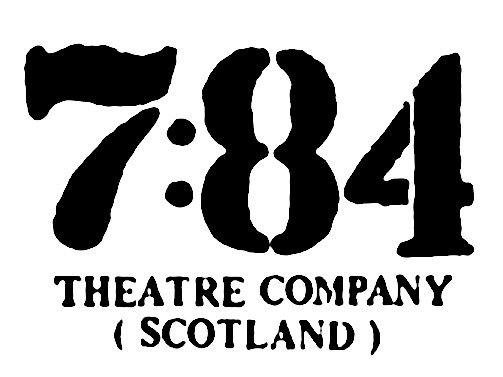 7:84
THEATRE COMPANY
( SCOTLAND )